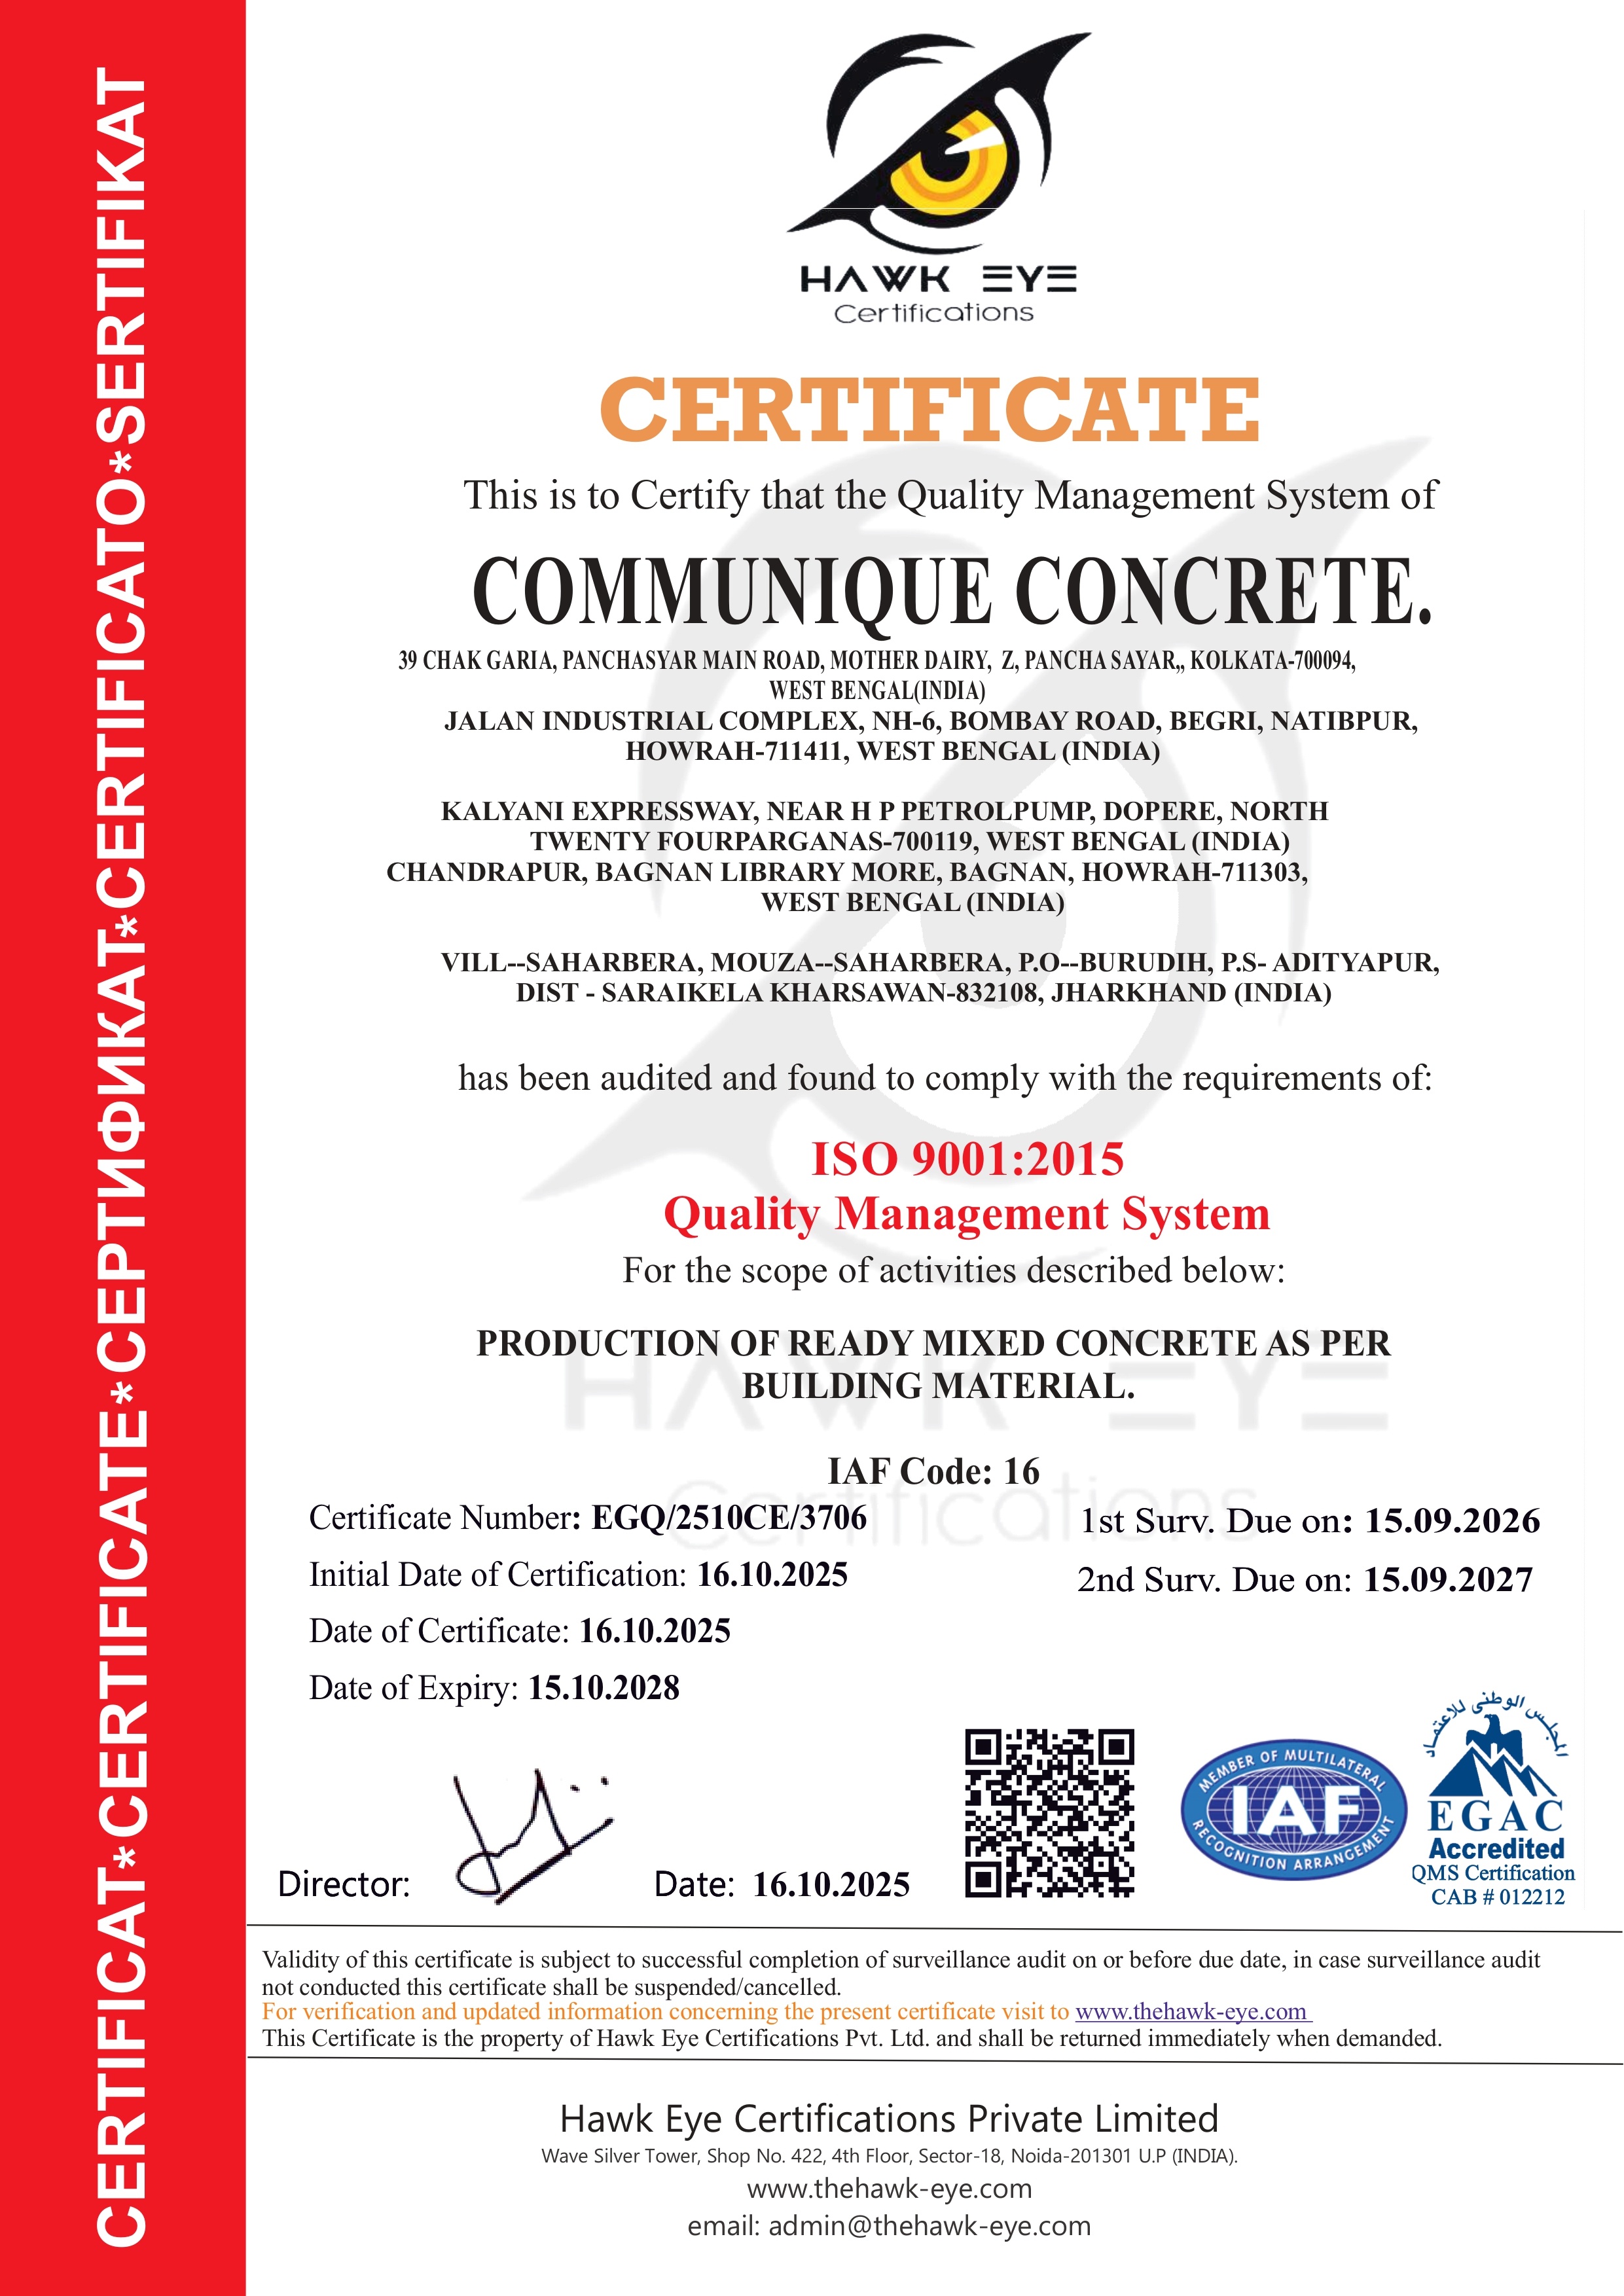 CERTIFICAT*CERTIFICATE*СЕРТИФИКАТ*CERTIFICATO*SERTIFIKAT
HAWK EYE
Certifications
CERTIFICATE
This is to Certify that the Quality Management System of
COMMUNIQUE CONCRETE.
39 CHAK GARIA, PANCHASYAR MAIN ROAD, MOTHER DAIRY, Z, PANCHA SAYAR,, KOLKATA-700094,
WEST BENGAL(INDIA)
JALAN INDUSTRIAL COMPLEX, NH-6, BOMBAY ROAD, BEGRI, NATIBPUR,
HOWRAH-711411, WEST BENGAL (INDIA)
KALYANI EXPRESSWAY, NEAR H P PETROLPUMP, DOPERE, NORTH
TWENTY FOURPARGANAS-700119, WEST BENGAL (INDIA)
CHANDRAPUR, BAGNAN LIBRARY MORE, BAGNAN, HOWRAH-711303,
WEST BENGAL (INDIA)
VILL--SAHARBERA, MOUZA--SAHARBERA, P.O--BURUDIH, P.S- ADITYAPUR,
DIST - SARAIKELA KHARSAWAN-832108, JHARKHAND (INDIA)
has been audited and found to comply with the requirements of:
ISO 9001:2015
Quality Management System
For the scope of activities described below:
PRODUCTION OF READY MIXED CONCRETE AS PER
BUILDING MATERIAL.
HAWK EYE
Certifications
IAF Code: 16
Certificate Number: EGQ/2510CE/3706
Initial Date of Certification: 16.10.2025
Date of Certificate: 16.10.2025
Date of Expiry: 15.10.2028
1st Surv. Due on: 15.09.2026
2nd Surv. Due on: 15.09.2027
Director:
Date: 16.10.2025
MEMBER OF MULTILATERAL
IAF
RECOGNITION ARRANGEMENT
المجلس الوطنى للاعتماد
EGAC
Accredited
QMS Certification
CAB # 012212
Validity of this certificate is subject to successful completion of surveillance audit on or before due date, in case surveillance audit
not conducted this certificate shall be suspended/cancelled.
For verification and updated information concerning the present certificate visit to www.thehawk-eye.com
This Certificate is the property of Hawk Eye Certifications Pvt. Ltd. and shall be returned immediately when demanded.
Hawk Eye Certifications Private Limited
Wave Silver Tower, Shop No. 422, 4th Floor, Sector-18, Noida-201301 U.P (INDIA).
www.thehawk-eye.com
email: admin@thehawk-eye.com